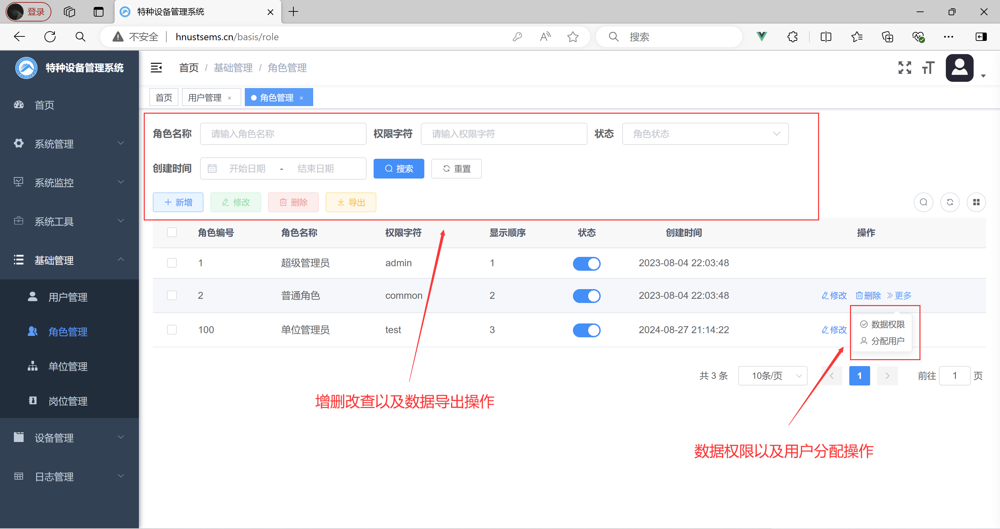 登录
特种设备管理系统
不安全 hnustsems.cn/basis/role
搜索
特种设备管理系统
首页 / 基础管理 / 角色管理
首页 用户管理 × 角色管理 ×
首页
系统管理
系统监控
系统工具
基础管理
用户管理
角色管理
单位管理
岗位管理
设备管理
日志管理
角色名称 请输入角色名称 权限字符 请输入权限字符 状态 角色状态
创建时间 开始日期 - 结束日期 搜索 重置
新增 修改 删除 导出
角色编号 角色名称 权限字符 显示顺序 状态 创建时间 操作
1 超级管理员 admin 1 2023-08-04 22:03:48
2 普通角色 common 2 2023-08-04 22:03:48 修改 删除 更多
100 单位管理员 test 3 2024-08-27 21:14:22 修改
数据权限
分配用户
共 3 条 10条/页 1 前往 1 页
增删改查以及数据导出操作
数据权限以及用户分配操作